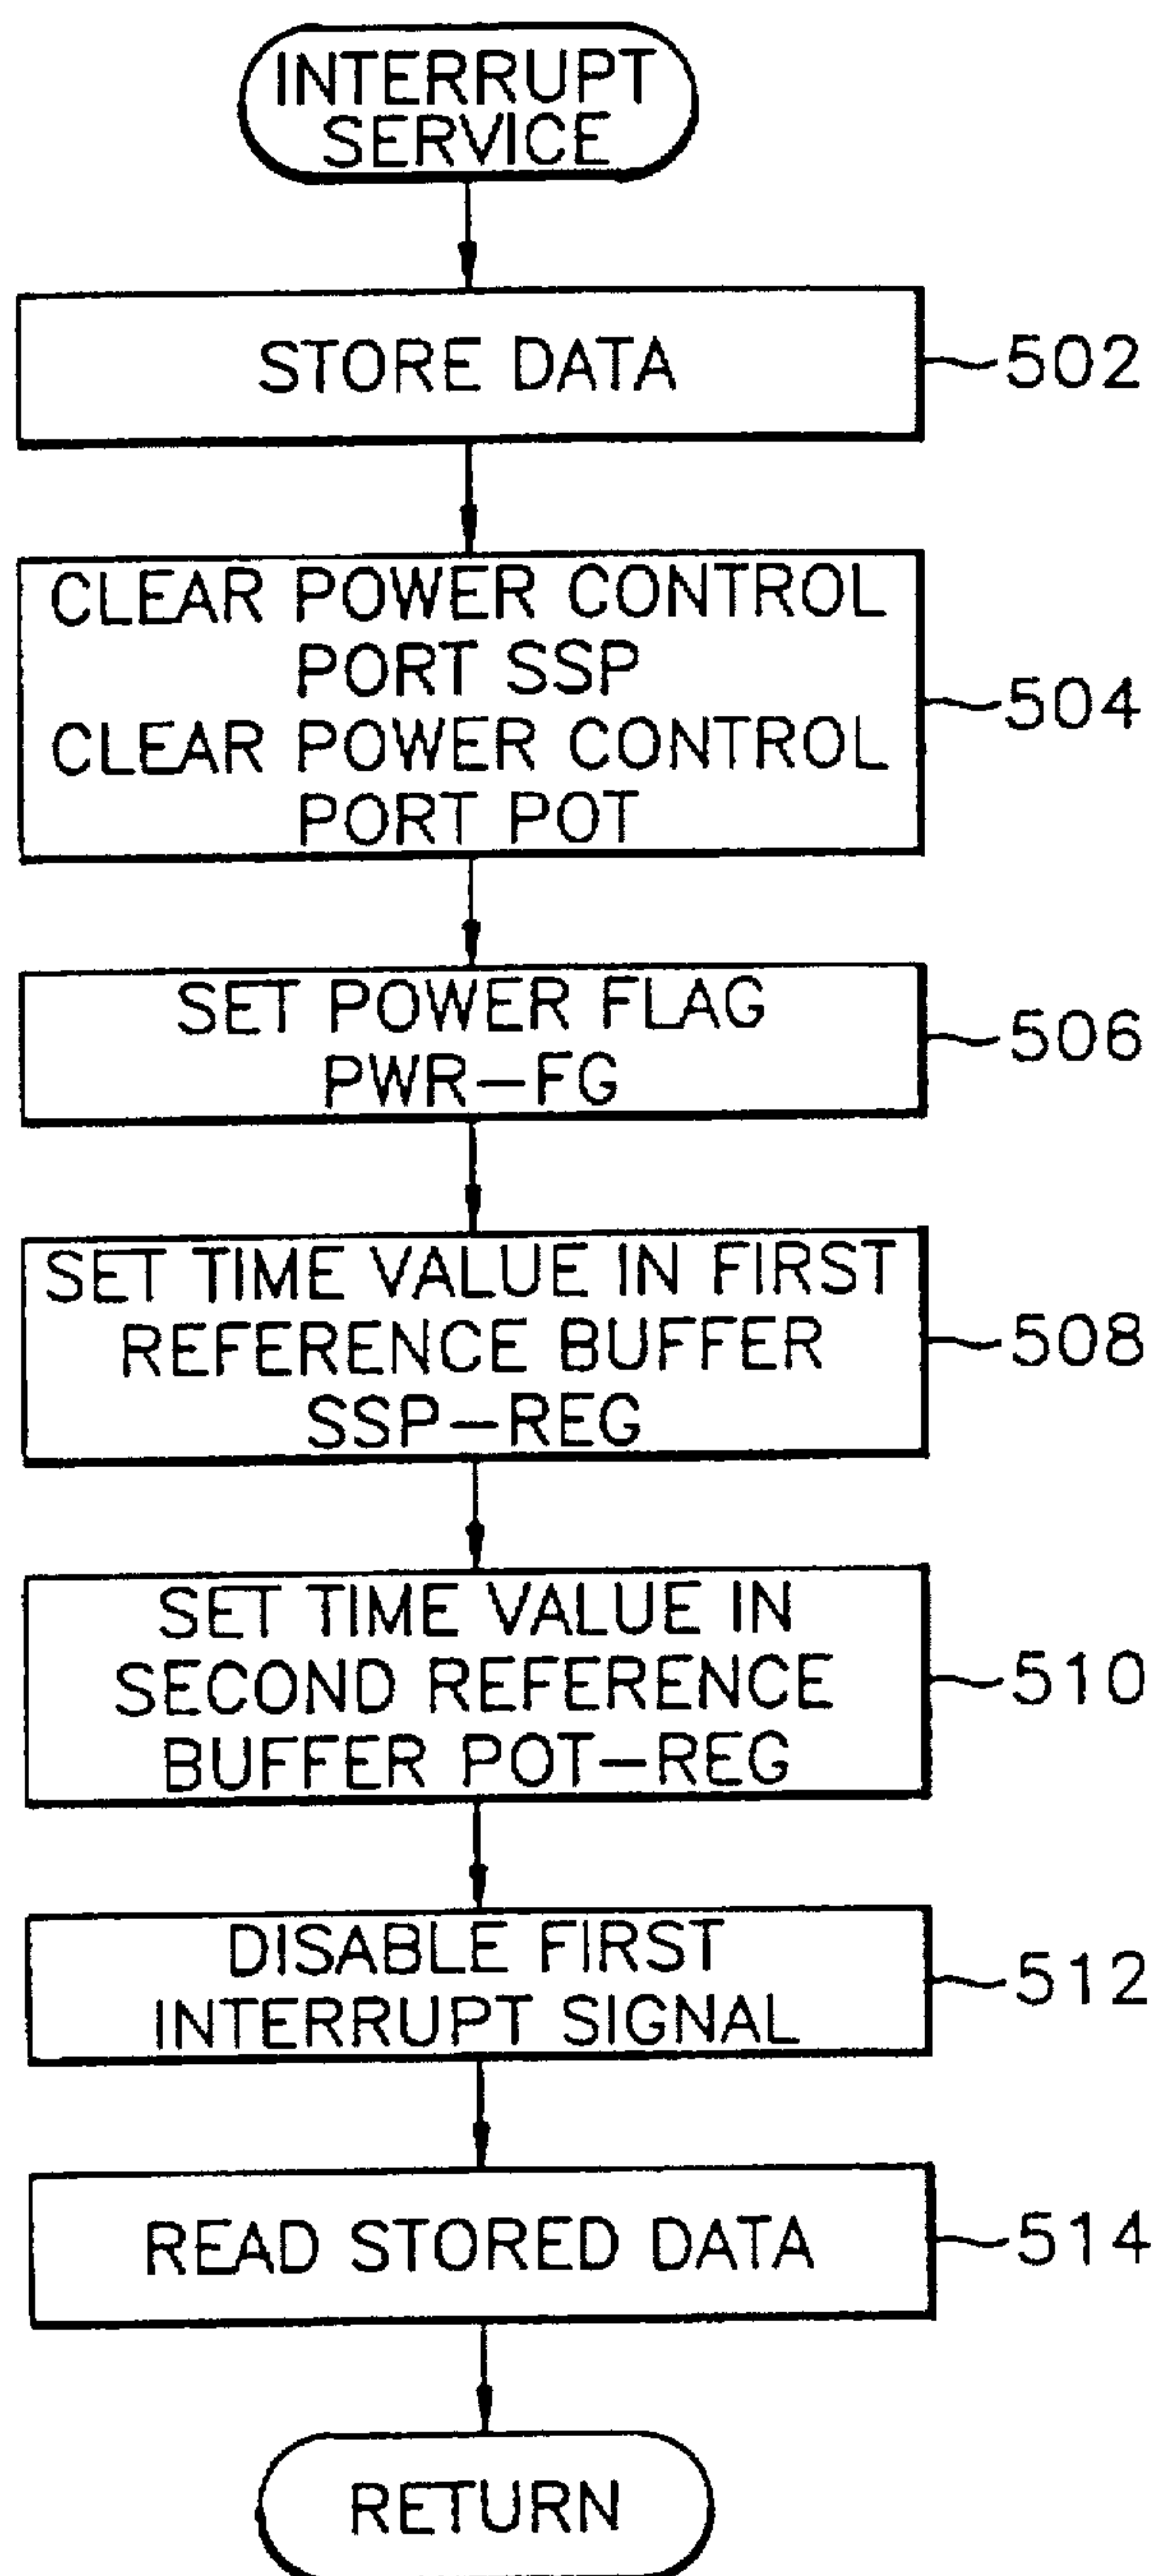 INTERRUPT
SERVICE
STORE DATA
502
CLEAR POWER CONTROL
PORT SSP
CLEAR POWER CONTROL
PORT POT
504
SET POWER FLAG
PWR-FG
506
SET TIME VALUE IN FIRST
REFERENCE BUFFER
SSP-REG
508
SET TIME VALUE IN
SECOND REFERENCE
BUFFER POT-REG
510
DISABLE FIRST
INTERRUPT SIGNAL
512
READ STORED DATA
514
RETURN